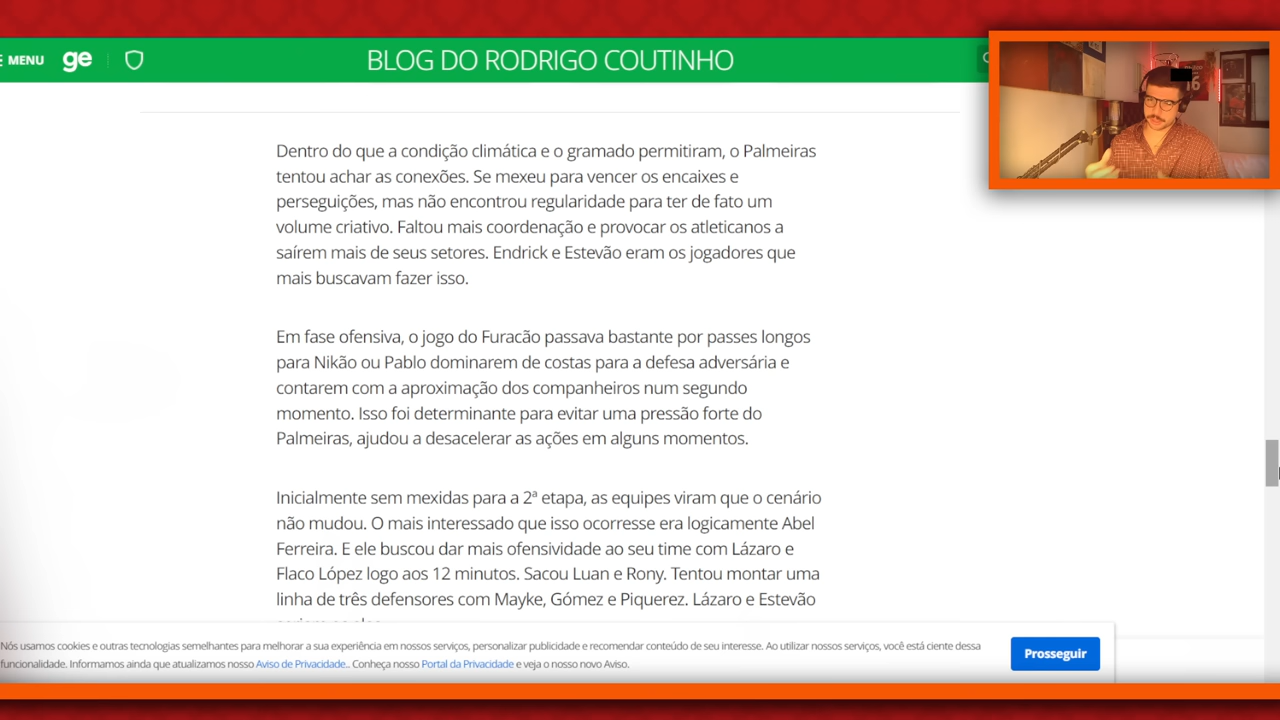 MENU
ge
BLOG DO RODRIGO COUTINHO
16
Dentro do que a condição climática e o gramado permitiram, o Palmeiras
tentou achar as conexões. Se mexeu para vencer os encaixes e
perseguições, mas não encontrou regularidade para ter de fato um
volume criativo. Faltou mais coordenação e provocar os atleticanos a
saírem mais de seus setores. Endrick e Estevão eram os jogadores que
mais buscavam fazer isso.
Em fase ofensiva, o jogo do Furacão passava bastante por passes longos
para Nikão ou Pablo dominarem de costas para a defesa adversária e
contarem com a aproximação dos companheiros num segundo
momento. Isso foi determinante para evitar uma pressão forte do
Palmeiras, ajudou a desacelerar as ações em alguns momentos.
Inicialmente sem mexidas para a 2ª etapa, as equipes viram que o cenário
não mudou. O mais interessado que isso ocorresse era logicamente Abel
Ferreira. E ele buscou dar mais ofensividade ao seu time com Lázaro e
Flaco López logo aos 12 minutos. Sacou Luan e Rony. Tentou montar uma
linha de três defensores com Mayke, Gómez e Piquerez. Lázaro e Estevão
Nós usamos cookies e outras tecnologias semelhantes para melhorar a sua experiência em nossos serviços, personalizar publicidade e recomendar conteúdo de seu interesse. Ao utilizar nossos serviços, você está ciente dessa
funcionalidade. Informamos ainda que atualizamos nosso Aviso de Privacidade.. Conheça nosso Portal da Privacidade e veja o nosso novo Aviso.
Prosseguir